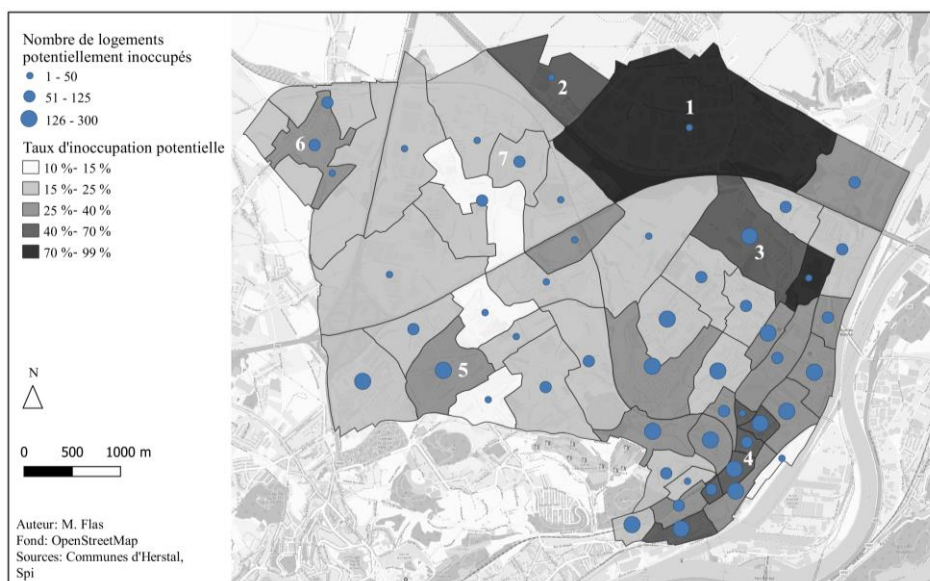 Nombre de logements
potentiellement inoccupés
1 - 50
51 - 125
126 - 300
Taux d'inoccupation potentielle
10 %- 15 %
15 %- 25 %
25 %- 40 %
40 %- 70 %
70 %- 99 %
N
0 500 1000 m
Auteur: M. Flas
Fond: OpenStreetMap
Sources: Communes d'Herstal,
Spi
1
2
3
4
5
6
7